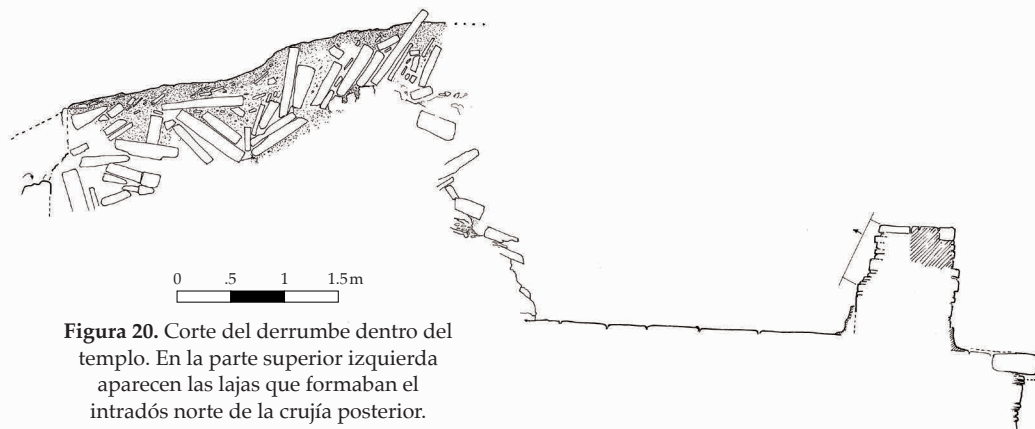 0 .5 1 1.5 m
Figura 20. Corte del derrumbe dentro del
templo. En la parte superior izquierda
aparecen las lajas que formaban el
intradós norte de la crujía posterior.